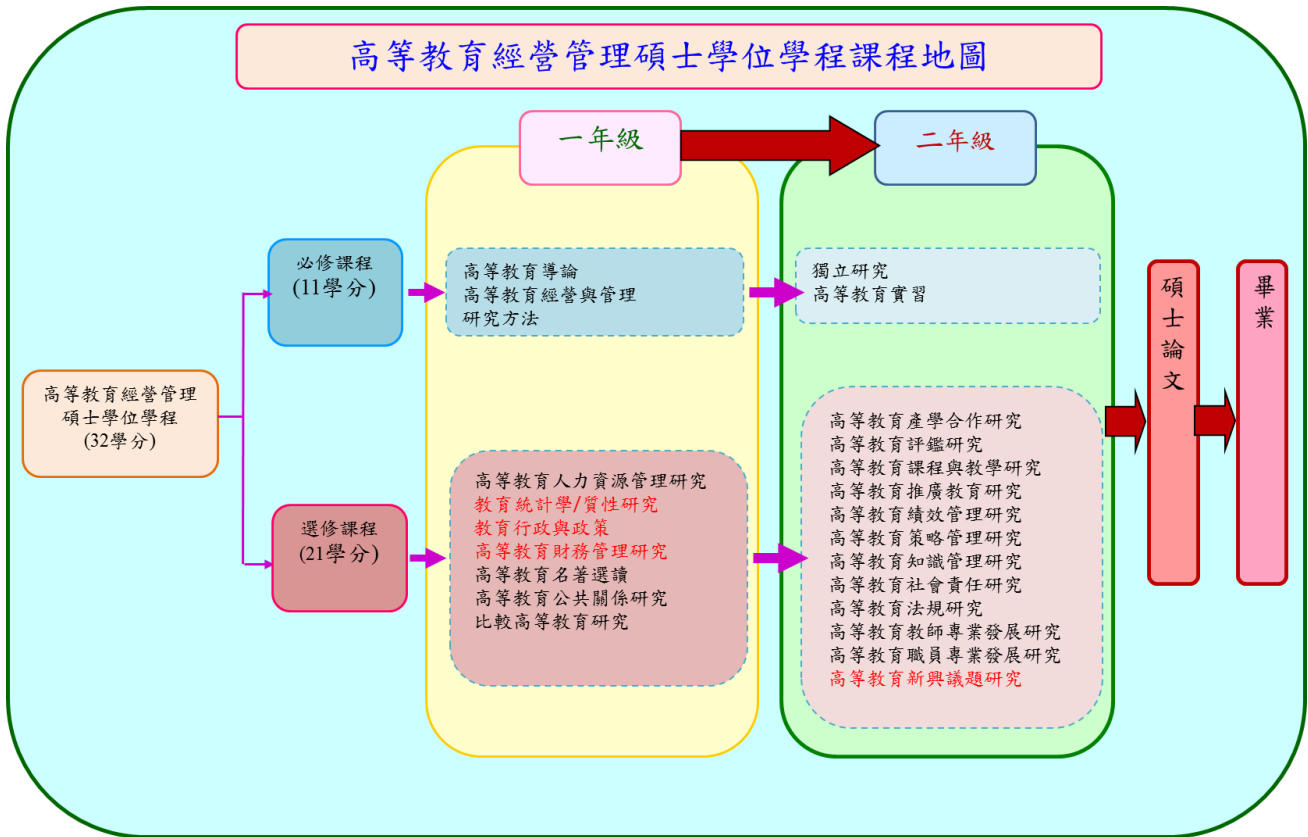 高等教育經營管理碩士學位學程課程地圖
一年級
二年級
高等教育經營管理
碩士學位學程
(32學分)
必修課程
(11學分)
高等教育導論
高等教育經營與管理
研究方法
獨立研究
高等教育實習
選修課程
(21學分)
高等教育人力資源管理研究
教育統計學/質性研究
教育行政與政策
高等教育財務管理研究
高等教育名著選讀
高等教育公共關係研究
比較高等教育研究
高等教育產學合作研究
高等教育評鑑研究
高等教育課程與教學研究
高等教育推廣教育研究
高等教育績效管理研究
高等教育策略管理研究
高等教育知識管理研究
高等教育社會責任研究
高等教育法規研究
高等教育教師專業發展研究
高等教育職員專業發展研究
高等教育新興議題研究
碩士論文
畢業